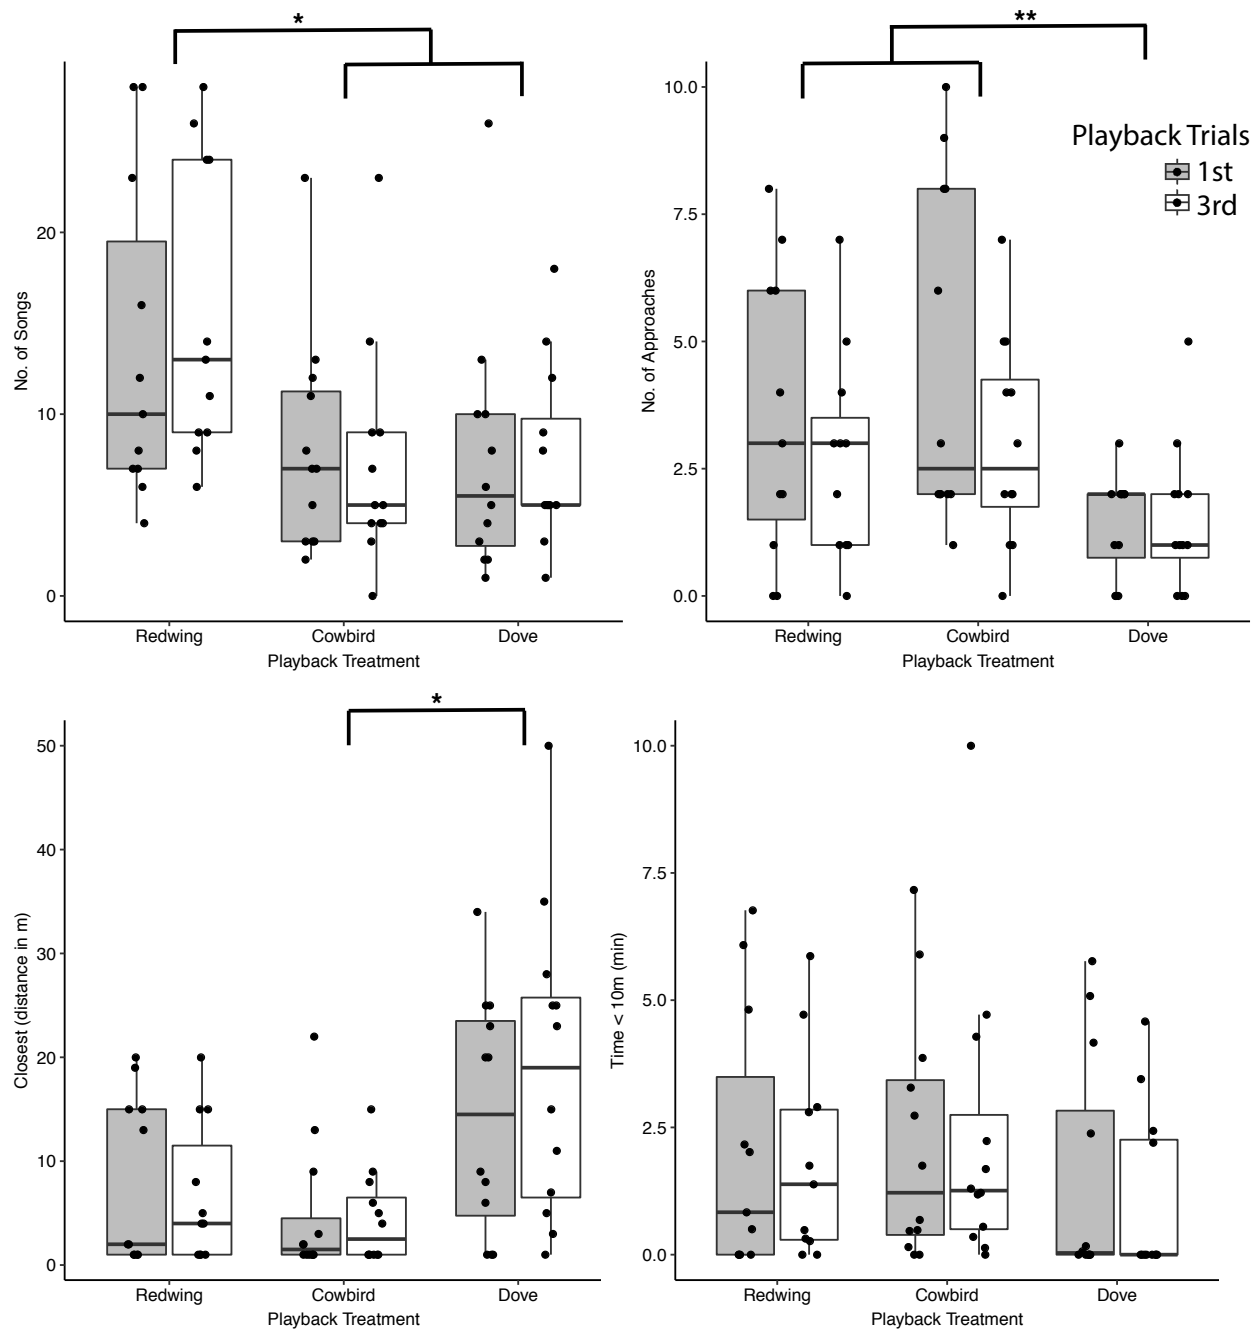 *
No. of Songs
20
10
0
Redwing Cowbird Dove
Playback Treatment
**
Playback Trials
1st
3rd
No. of Approaches
10.0
7.5
5.0
2.5
0.0
Redwing Cowbird Dove
Playback Treatment
*
Closest (distance in m)
50
40
30
20
10
0
Redwing Cowbird Dove
Playback Treatment
Time < 10m (min)
10.0
7.5
5.0
2.5
0.0
Redwing Cowbird Dove
Playback Treatment